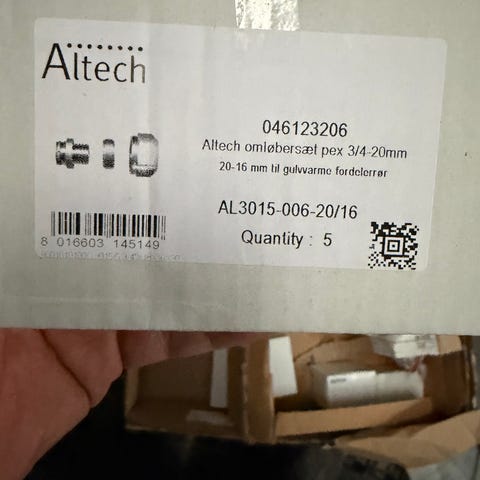 Altech
046123206
Altech omløbersæt pex 3/4-20mm
20-16 mm til gulvvarme fordelerrør
AL3015-006-20/16
Quantity : 5
8 016603 145149